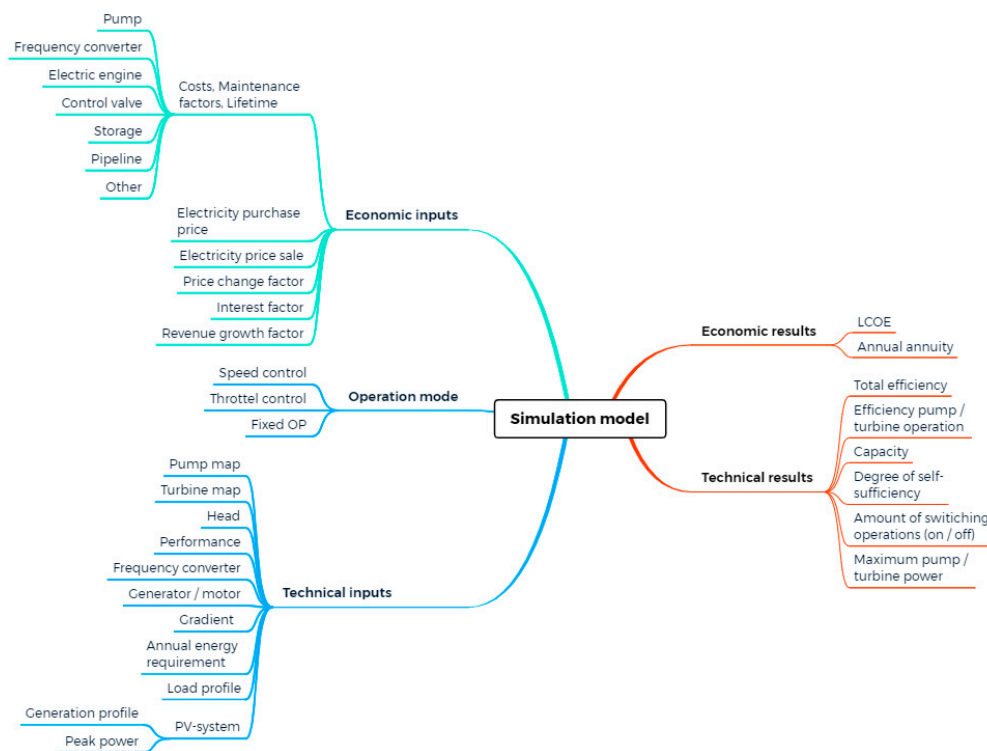 Pump
Frequency converter
Electric engine
Control valve
Storage
Pipeline
Other
Costs, Maintenance
factors, Lifetime
Electricity purchase
price
Electricity price sale
Price change factor
Interest factor
Revenue growth factor
Economic inputs
Speed control
Throttel control
Fixed OP
Operation mode
Pump map
Turbine map
Head
Performance
Frequency converter
Generator / motor
Gradient
Annual energy
requirement
Load profile
Generation profile
Peak power
PV-system
Technical inputs
Simulation model
Economic results
LCOE
Annual annuity
Technical results
Total efficiency
Efficiency pump /
turbine operation
Capacity
Degree of self-
sufficiency
Amount of switiching
operations (on / off)
Maximum pump /
turbine power